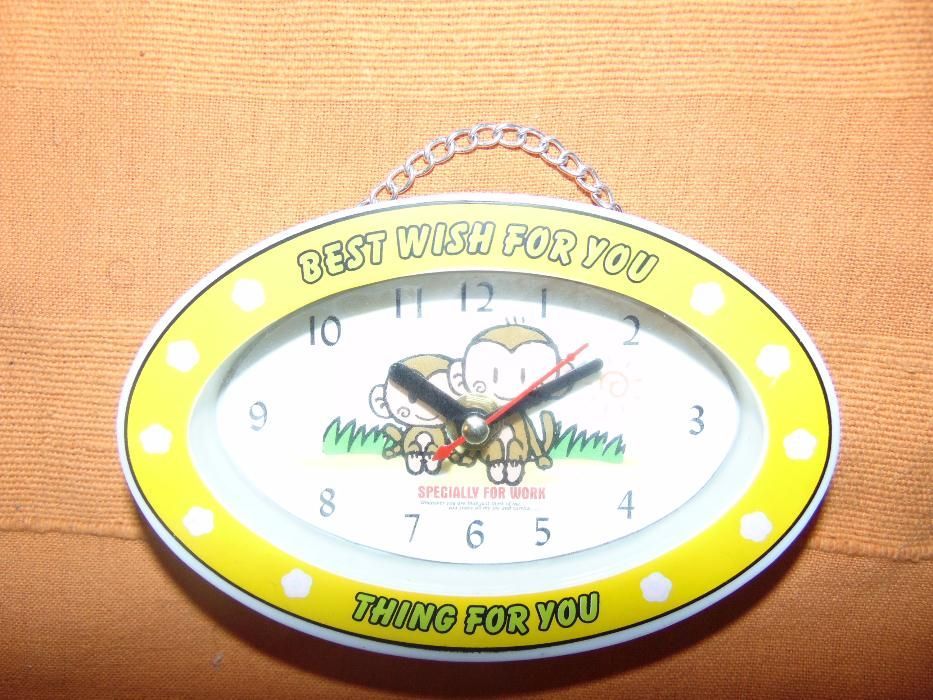 BEST WISH FOR YOU
11 12 1
10 2
9 3
8 4
7 6 5
SPECIALLY FOR WORK
THING FOR YOU